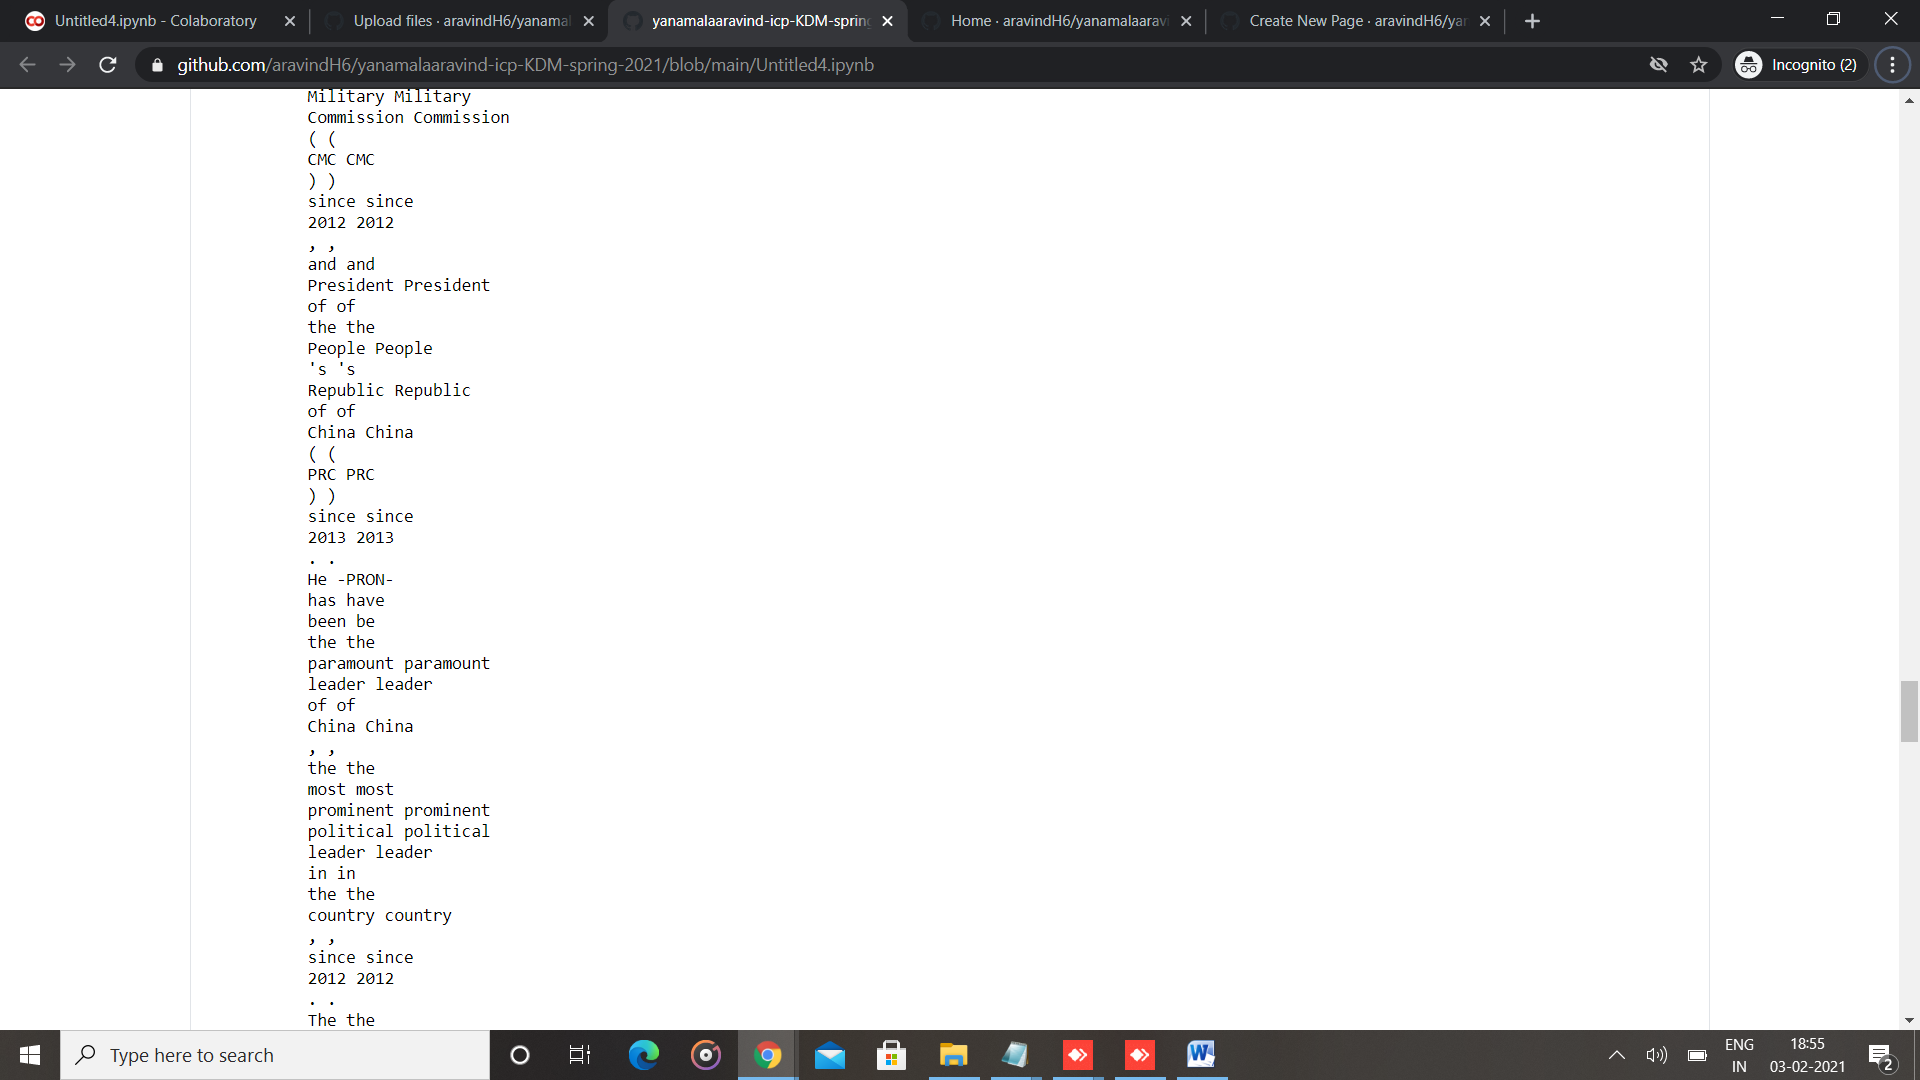 Untitled4.ipynb - Colaboratory
Upload files · aravindH6/yanamal
yanamalaaravind-icp-KDM-spring
Home · aravindH6/yanamalaaravi
Create New Page · aravindH6/yar
github.com/aravindH6/yanamalaaravind-icp-KDM-spring-2021/blob/main/Untitled4.ipynb
Incognito (2)
Military Military
Commission Commission
( (
CMC CMC
) )
since since
2012 2012
, ,
and and
President President
of of
the the
People People
's 's
Republic Republic
of of
China China
( (
PRC PRC
) )
since since
2013 2013
. .
He -PRON-
has have
been be
the the
paramount paramount
leader leader
of of
China China
, ,
the the
most most
prominent prominent
political political
leader leader
in in
the the
country country
, ,
since since
2012 2012
. .
The the
Type here to search
ENG
IN
18:55
03-02-2021
2